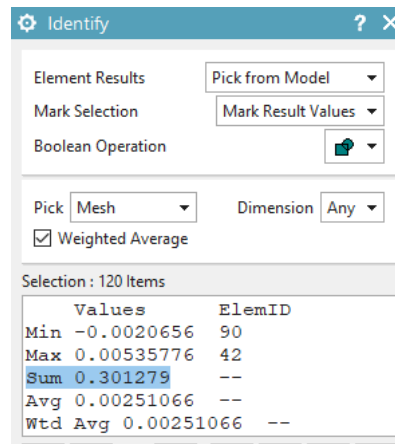 Identify ? X
Element Results Pick from Model
Mark Selection Mark Result Values
Boolean Operation
Pick Mesh Dimension Any
Weighted Average
Selection : 120 Items
Values ElemID
Min -0.0020656 90
Max 0.00535776 42
Sum 0.301279 --
Avg 0.00251066 --
Wtd Avg 0.00251066 --